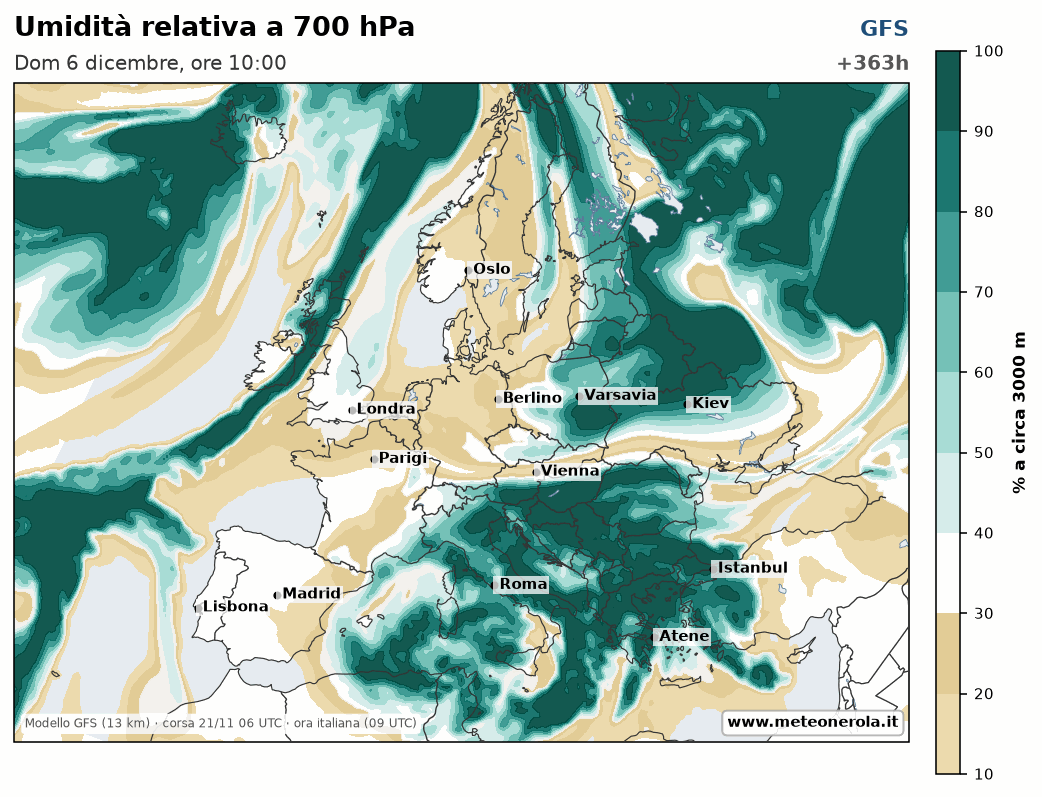 Umidità relativa a 700 hPa
GFS
Dom 6 dicembre, ore 10:00
+363h
100
90
80
70
60
50
40
30
20
10
% a circa 3000 m
Oslo
Berlino
Varsavia
Kiev
Londra
Parigi
Vienna
Istanbul
Roma
Madrid
Lisbona
Atene
Modello GFS (13 km) · corsa 21/11 06 UTC · ora italiana (09 UTC)
www.meteonerola.it